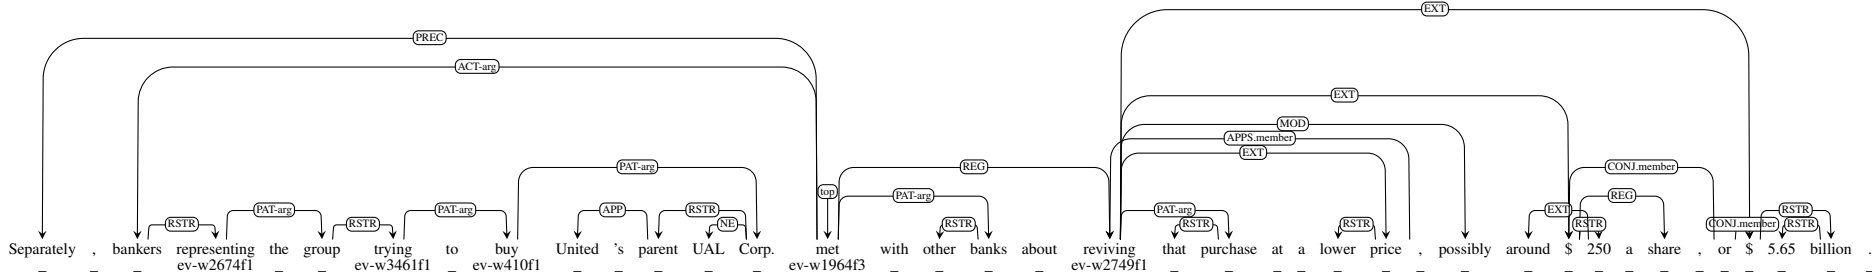 EXT
PREC
ACT-arg
EXT
MOD
APPS.member
EXT
PAT-arg REG CONJ.member
top PAT-arg REG
PAT-arg PAT-arg APP RSTR PAT-arg EXT RSTR
RSTR RSTR NE RSTR RSTR RSTR RSTR CONJ.member RSTR
Separately , bankers representing the group trying to buy United 's parent UAL Corp. met with other banks about reviving that purchase at a lower price , possibly around $ 250 a share , or $ 5.65 billion .
_ _ _ ev-w2674f1 _ _ ev-w3461f1 _ ev-w410f1 _ _ _ _ _ ev-w1964f3 _ _ _ _ ev-w2749f1 _ _ _ _ _ _ _ _ _ _ _ _ _ _ _ _ _ _ _